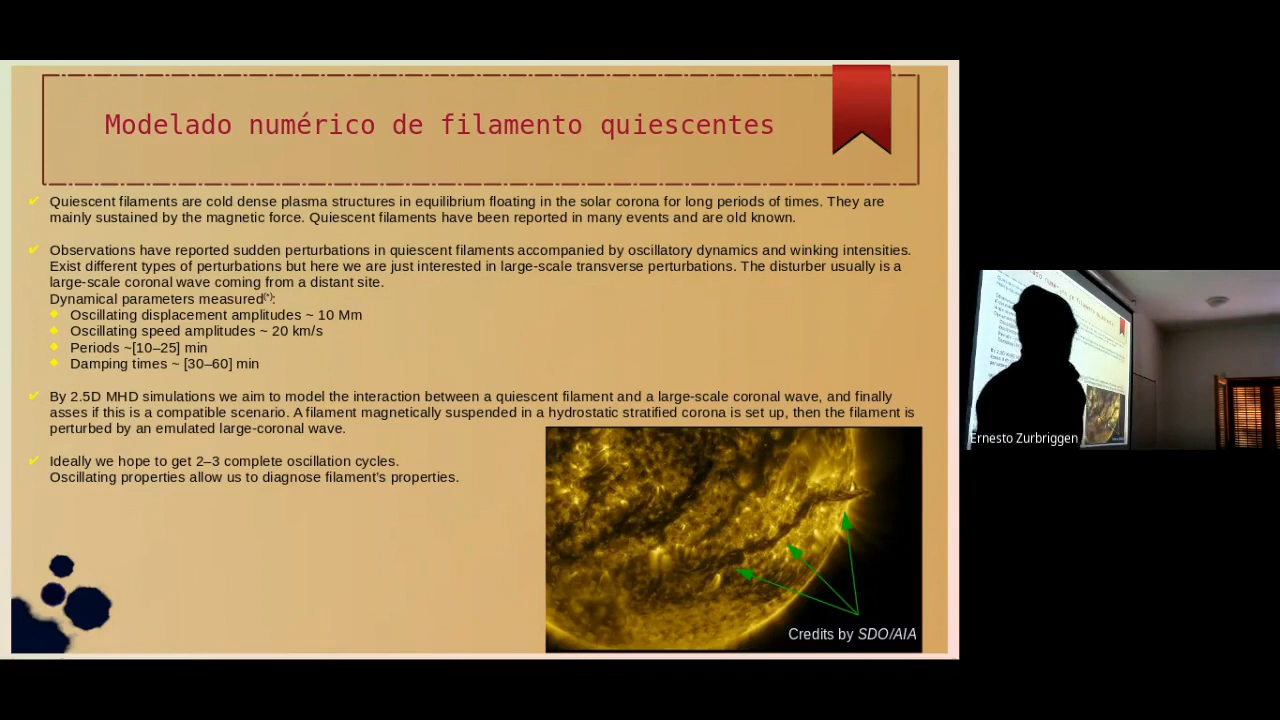 Modelado numérico de filamento quiescentes
Quiescent filaments are cold dense plasma structures in equilibrium floating in the solar corona for long periods of times. They are
mainly sustained by the magnetic force. Quiescent filaments have been reported in many events and are old known.
Observations have reported sudden perturbations in quiescent filaments accompanied by oscillatory dynamics and winking intensities.
Exist different types of perturbations but here we are just interested in large-scale transverse perturbations. The disturber usually is a
large-scale coronal wave coming from a distant site.
Dynamical parameters measured(*):
Oscillating displacement amplitudes ~ 10 Mm
Oscillating speed amplitudes ~ 20 km/s
Periods ~[10–25] min
Damping times ~ [30–60] min
By 2.5D MHD simulations we aim to model the interaction between a quiescent filament and a large-scale coronal wave, and finally
asses if this is a compatible scenario. A filament magnetically suspended in a hydrostatic stratified corona is set up, then the filament is
perturbed by an emulated large-coronal wave.
Ideally we hope to get 2–3 complete oscillation cycles.
Oscillating properties allow us to diagnose filament's properties.
Credits by SDO/AIA
Ernesto Zurbriggen